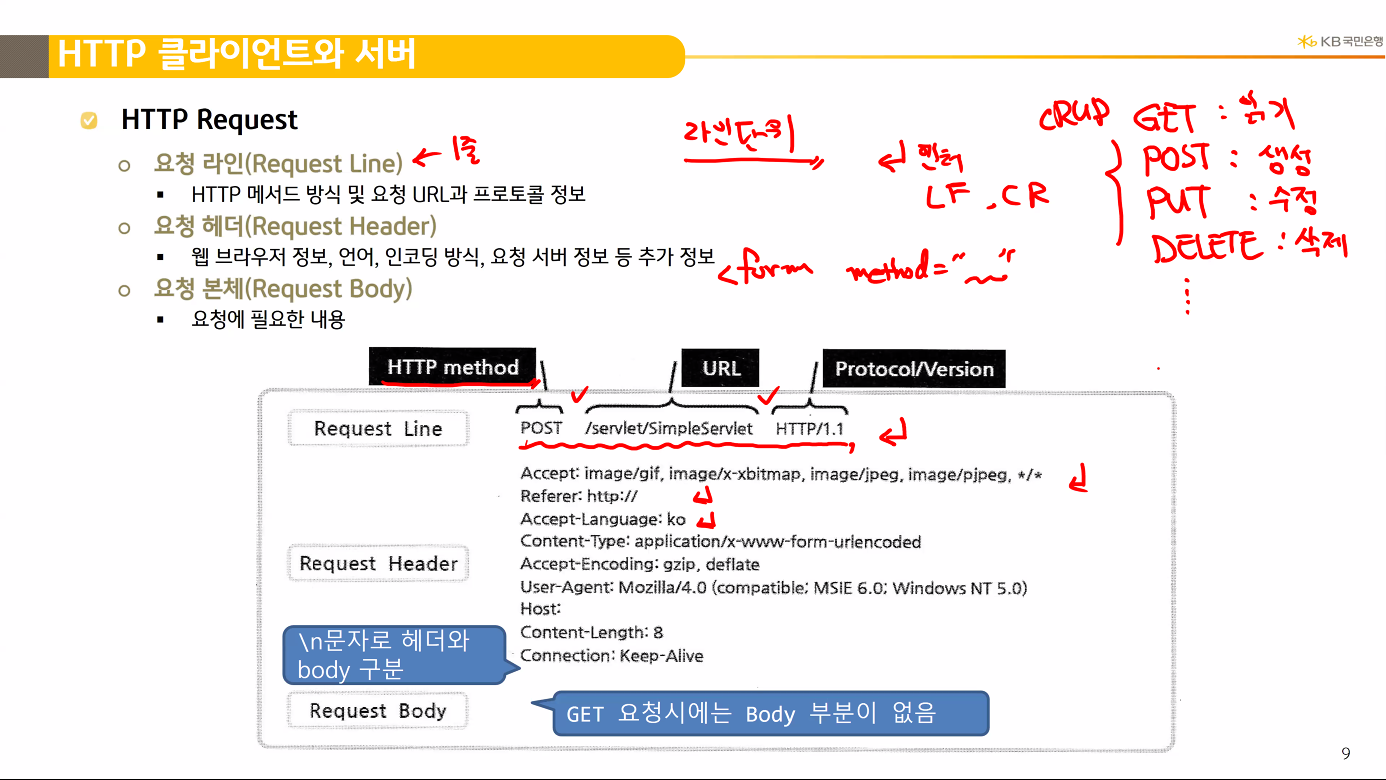 HTTP 클라이언트와 서버
KB국민은행
HTTP Request
요청 라인(Request Line) ← 1줄
HTTP 메서드 방식 및 요청 URL과 프로토콜 정보
요청 헤더(Request Header)
웹 브라우저 정보, 언어, 인코딩 방식, 요청 서버 정보 등 추가 정보
요청 본체(Request Body)
요청에 필요한 내용
라인단위
엔터
LF , CR
<form method="~"
CRUD
GET : 읽기
POST : 생성
PUT : 수정
DELETE : 삭제
HTTP method
URL
Protocol/Version
Request Line
POST /servlet/SimpleServlet HTTP/1.1
Request Header
Accept: image/gif, image/x-xbitmap, image/jpeg, image/pjpeg, */*
Referer: http://
Accept-Language: ko
Content-Type: application/x-www-form-urlencoded
Accept-Encoding: gzip, deflate
User-Agent: Mozilla/4.0 (compatible; MSIE 6.0; Windows NT 5.0)
Host:
Content-Length: 8
Connection: Keep-Alive
\n문자로 헤더와
body 구분
Request Body
GET 요청시에는 Body 부분이 없음
9